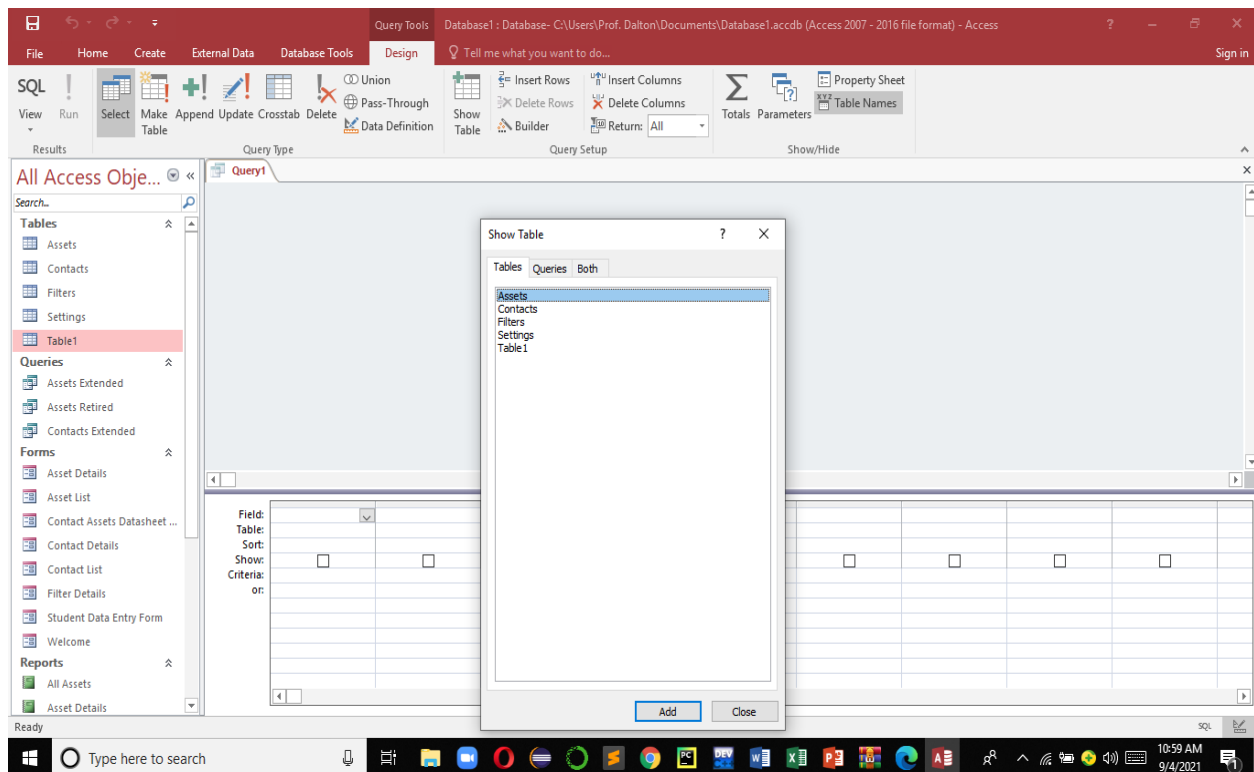 Query Tools Database1 : Database- C:\Users\Prof. Dalton\Documents\Database1.accdb (Access 2007 - 2016 file format) - Access ?
File Home Create External Data Database Tools Design Tell me what you want to do... Sign in
SQL
View
Run
Select
Make
Table
Append
Update
Crosstab
Delete
Union
Pass-Through
Data Definition
Show
Table
Insert Rows
Delete Rows
Builder
Insert Columns
Delete Columns
Return: All
Totals
Parameters
Property Sheet
XYZ
Table Names
Results Query Type Query Setup Show/Hide
All Access Obje... «
Search...
Tables
Assets
Contacts
Filters
Settings
Table1
Queries
Assets Extended
Assets Retired
Contacts Extended
Forms
Asset Details
Asset List
Contact Assets Datasheet ...
Contact Details
Contact List
Filter Details
Student Data Entry Form
Welcome
Reports
All Assets
Asset Details
Query1
Show Table ?
Tables Queries Both
Assets
Contacts
Filters
Settings
Table1
Add Close
Field:
Table:
Sort:
Show:
Criteria:
or:
Ready SQL
Type here to search
PC
DEV
10:59 AM
9/4/2021